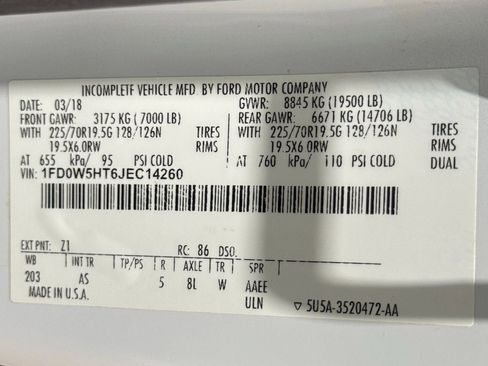 INCOMPLETE VEHICLE MFD. BY FORD MOTOR COMPANY
DATE: 03/18 GVWR: 8845 KG (19500 LB)
FRONT GAWR: 3175 KG (7000 LB) REAR GAWR: 6671 KG (14706 LB)
WITH 225/70R19.5G 128/126N TIRES WITH 225/70R19.5G 128/126N TIRES
19.5X6.0RW RIMS 19.5X6.0RW RIMS
AT 655 kPa/ 95 PSI COLD AT 760 kPa/ 110 PSI COLD DUAL
VIN: 1FD0W5HT6JEC14260
EXT PNT: Z1 RC: 86 DSO:
WB INT TR TP/PS R AXLE TR SPR
203 AS 5 8L W AAEE
MADE IN U.S.A. ULN ▽ 5U5A-3520472-AA